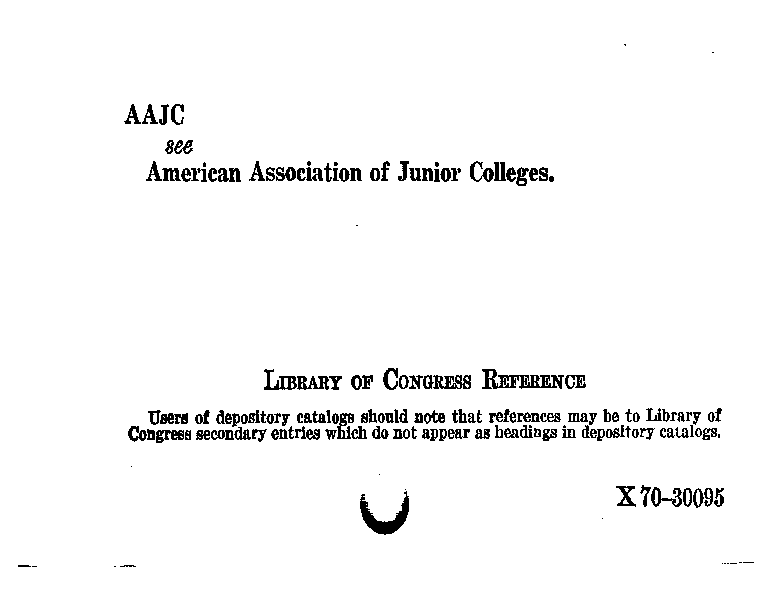 AAJC
see
American Association of Junior Colleges.
LIBRARY OF CONGRESS REFERENCE
Users of depository catalogs should note that references may be to Library of
Congress secondary entries which do not appear as headings in depository catalogs.
X 70–30095